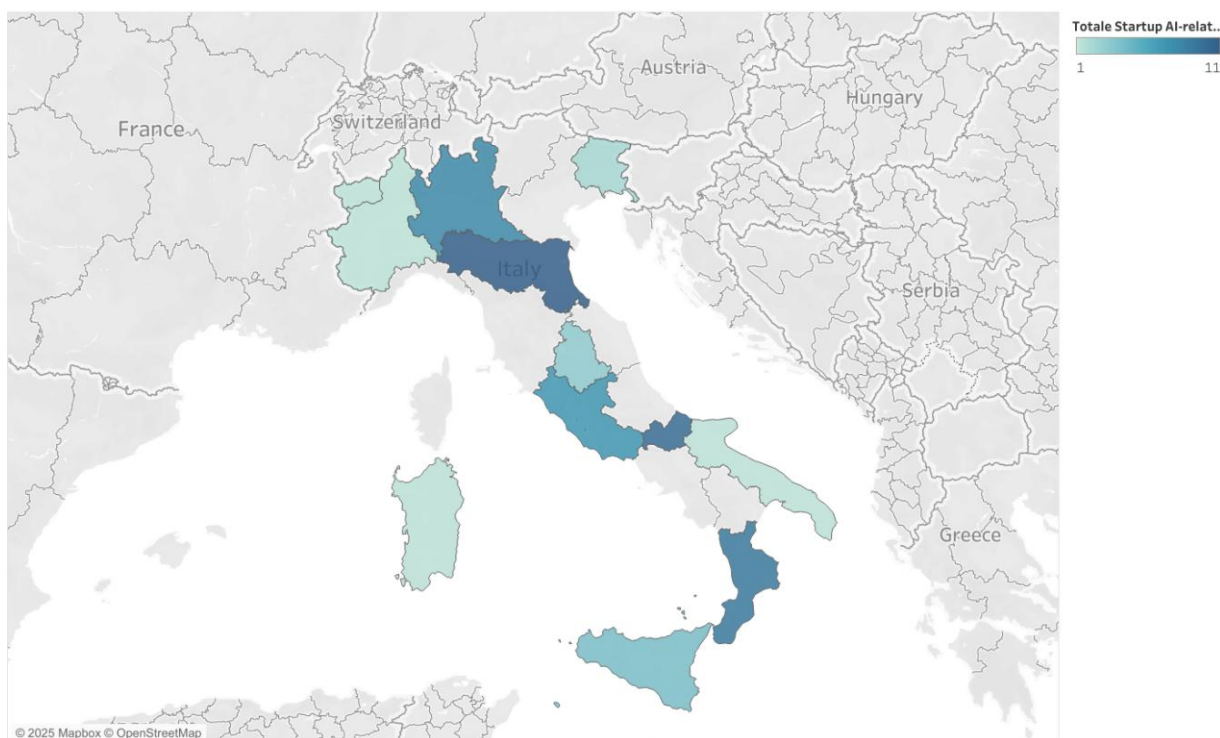 Totale Startup AI-relat..
1 11
Austria
Hungary
France
Switzerland
Italy
Serbia
Greece
© 2025 Mapbox © OpenStreetMap